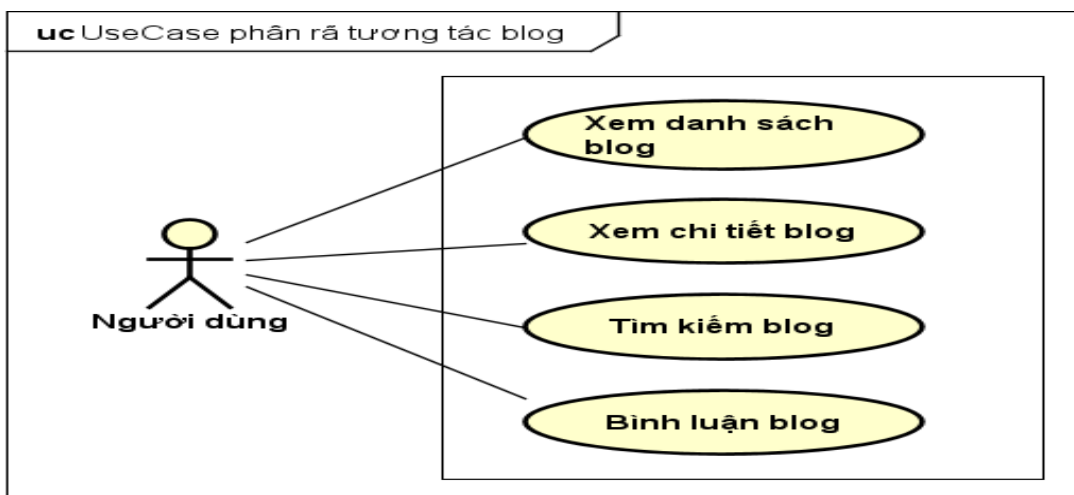 uc UseCase phân rã tương tác blog
Xem danh sách
blog
Xem chi tiết blog
Người dùng
Tìm kiếm blog
Bình luận blog